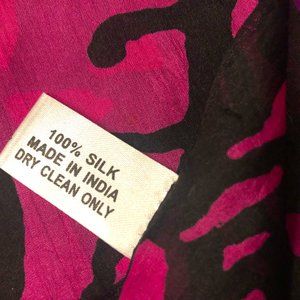 100% SILK
MADE IN INDIA
DRY CLEAN ONLY